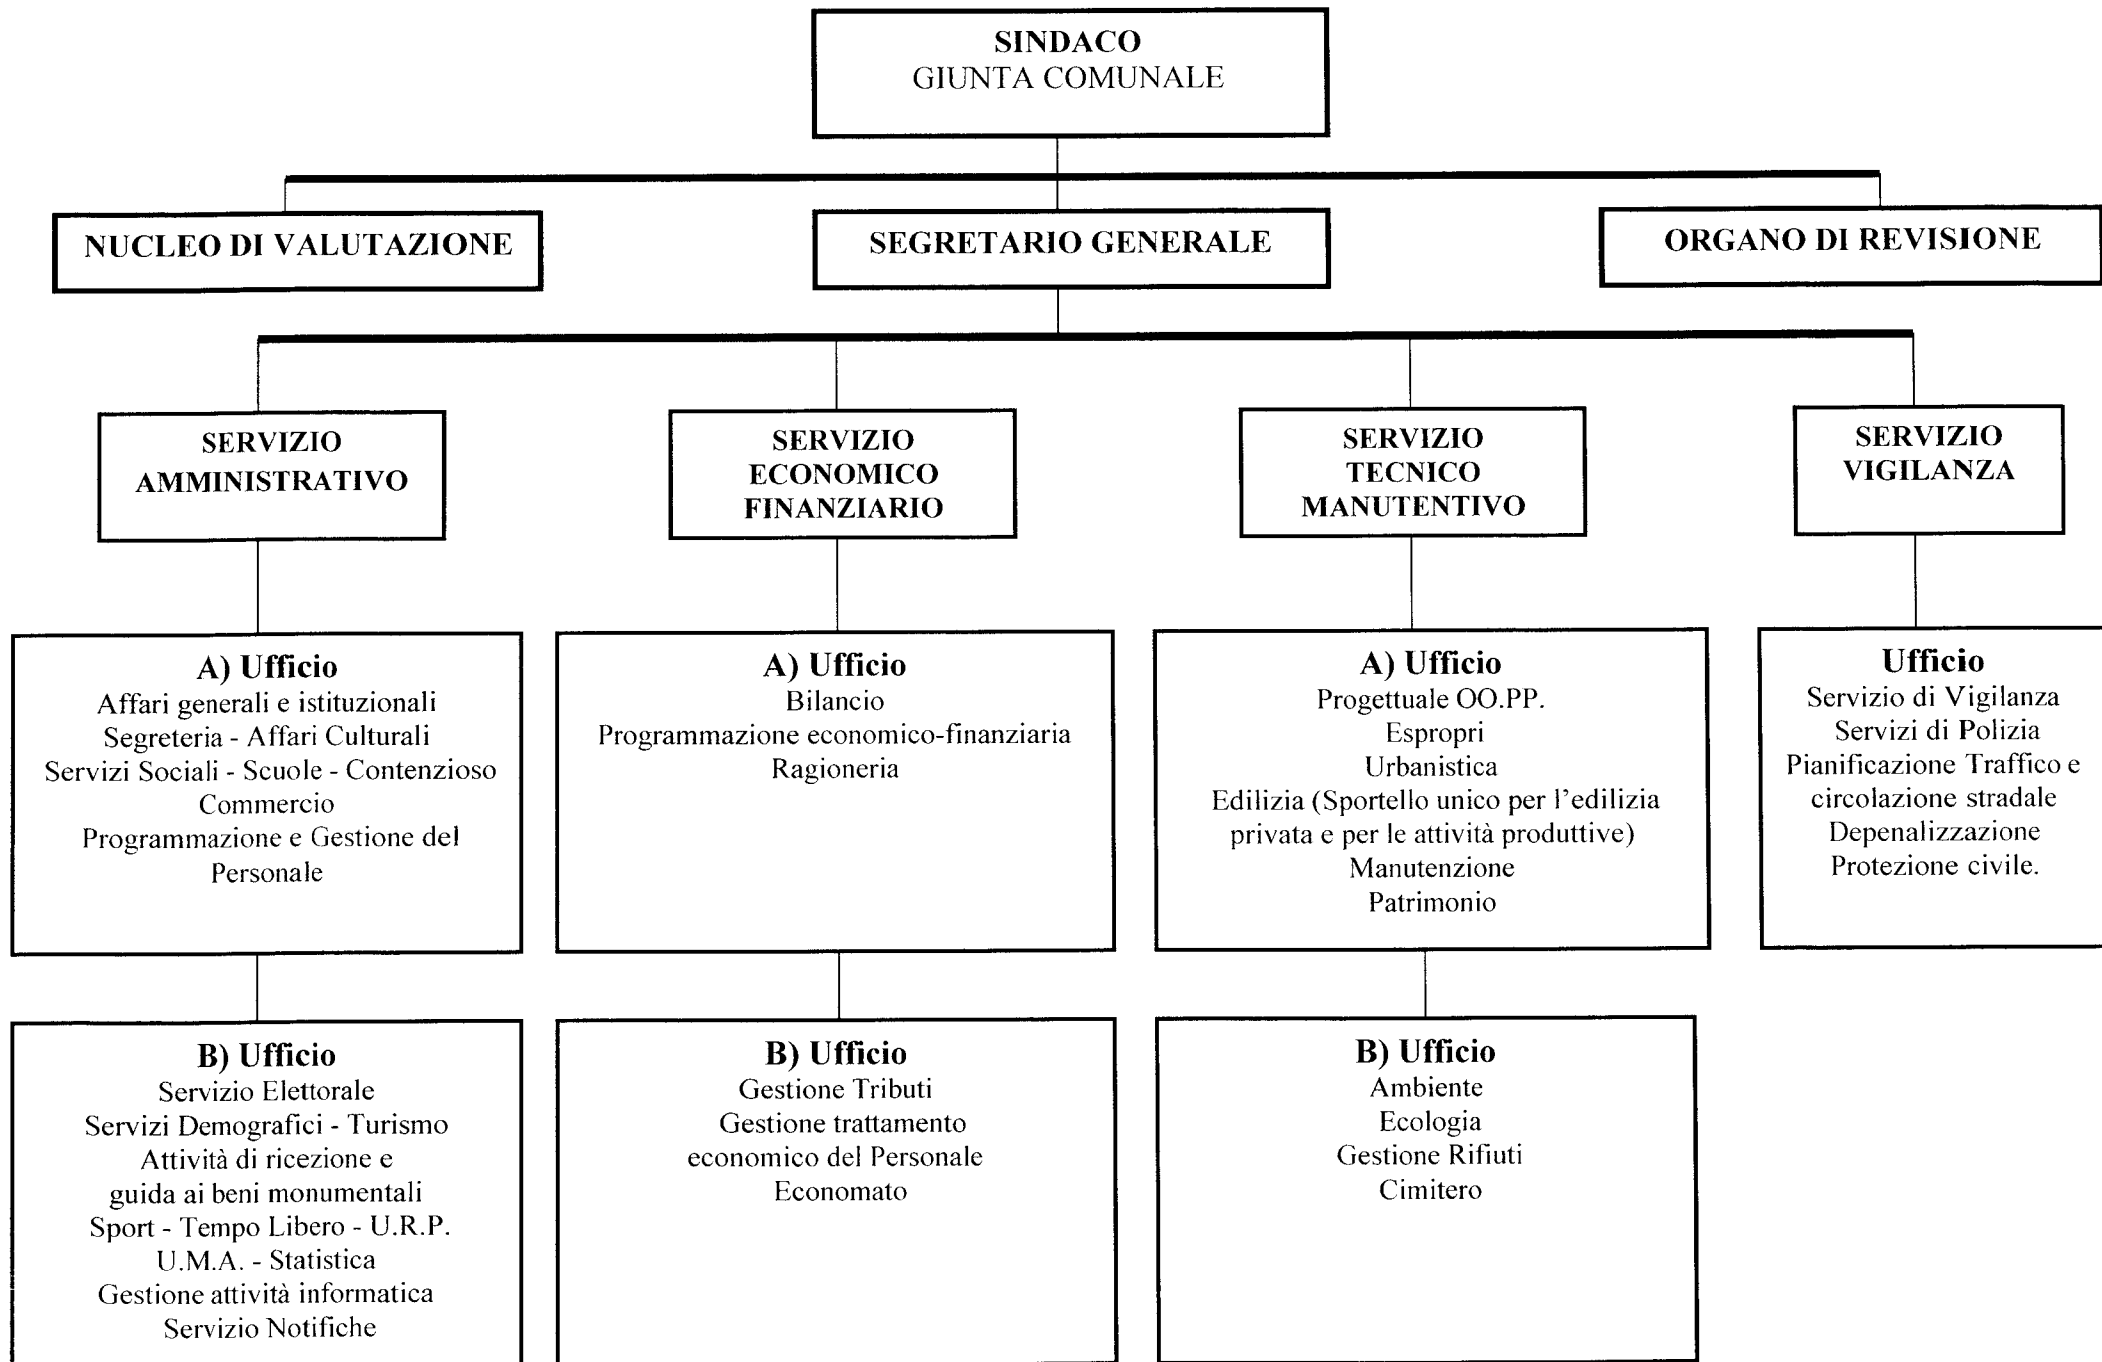 SINDACO
GIUNTA COMUNALE
NUCLEO DI VALUTAZIONE
SEGRETARIO GENERALE
ORGANO DI REVISIONE
SERVIZIO
AMMINISTRATIVO
SERVIZIO
ECONOMICO
FINANZIARIO
SERVIZIO
TECNICO
MANUTENTIVO
SERVIZIO
VIGILANZA
A) Ufficio
Affari generali e istituzionali
Segreteria - Affari Culturali
Servizi Sociali - Scuole - Contenzioso
Commercio
Programmazione e Gestione del
Personale
A) Ufficio
Bilancio
Programmazione economico-finanziaria
Ragioneria
A) Ufficio
Progettuale OO.PP.
Espropri
Urbanistica
Edilizia (Sportello unico per l'edilizia
privata e per le attività produttive)
Manutenzione
Patrimonio
Ufficio
Servizio di Vigilanza
Servizi di Polizia
Pianificazione Traffico e
circolazione stradale
Depenalizzazione
Protezione civile.
B) Ufficio
Servizio Elettorale
Servizi Demografici - Turismo
Attività di ricezione e
guida ai beni monumentali
Sport - Tempo Libero - U.R.P.
U.M.A. - Statistica
Gestione attività informatica
Servizio Notifiche
B) Ufficio
Gestione Tributi
Gestione trattamento
economico del Personale
Economato
B) Ufficio
Ambiente
Ecologia
Gestione Rifiuti
Cimitero